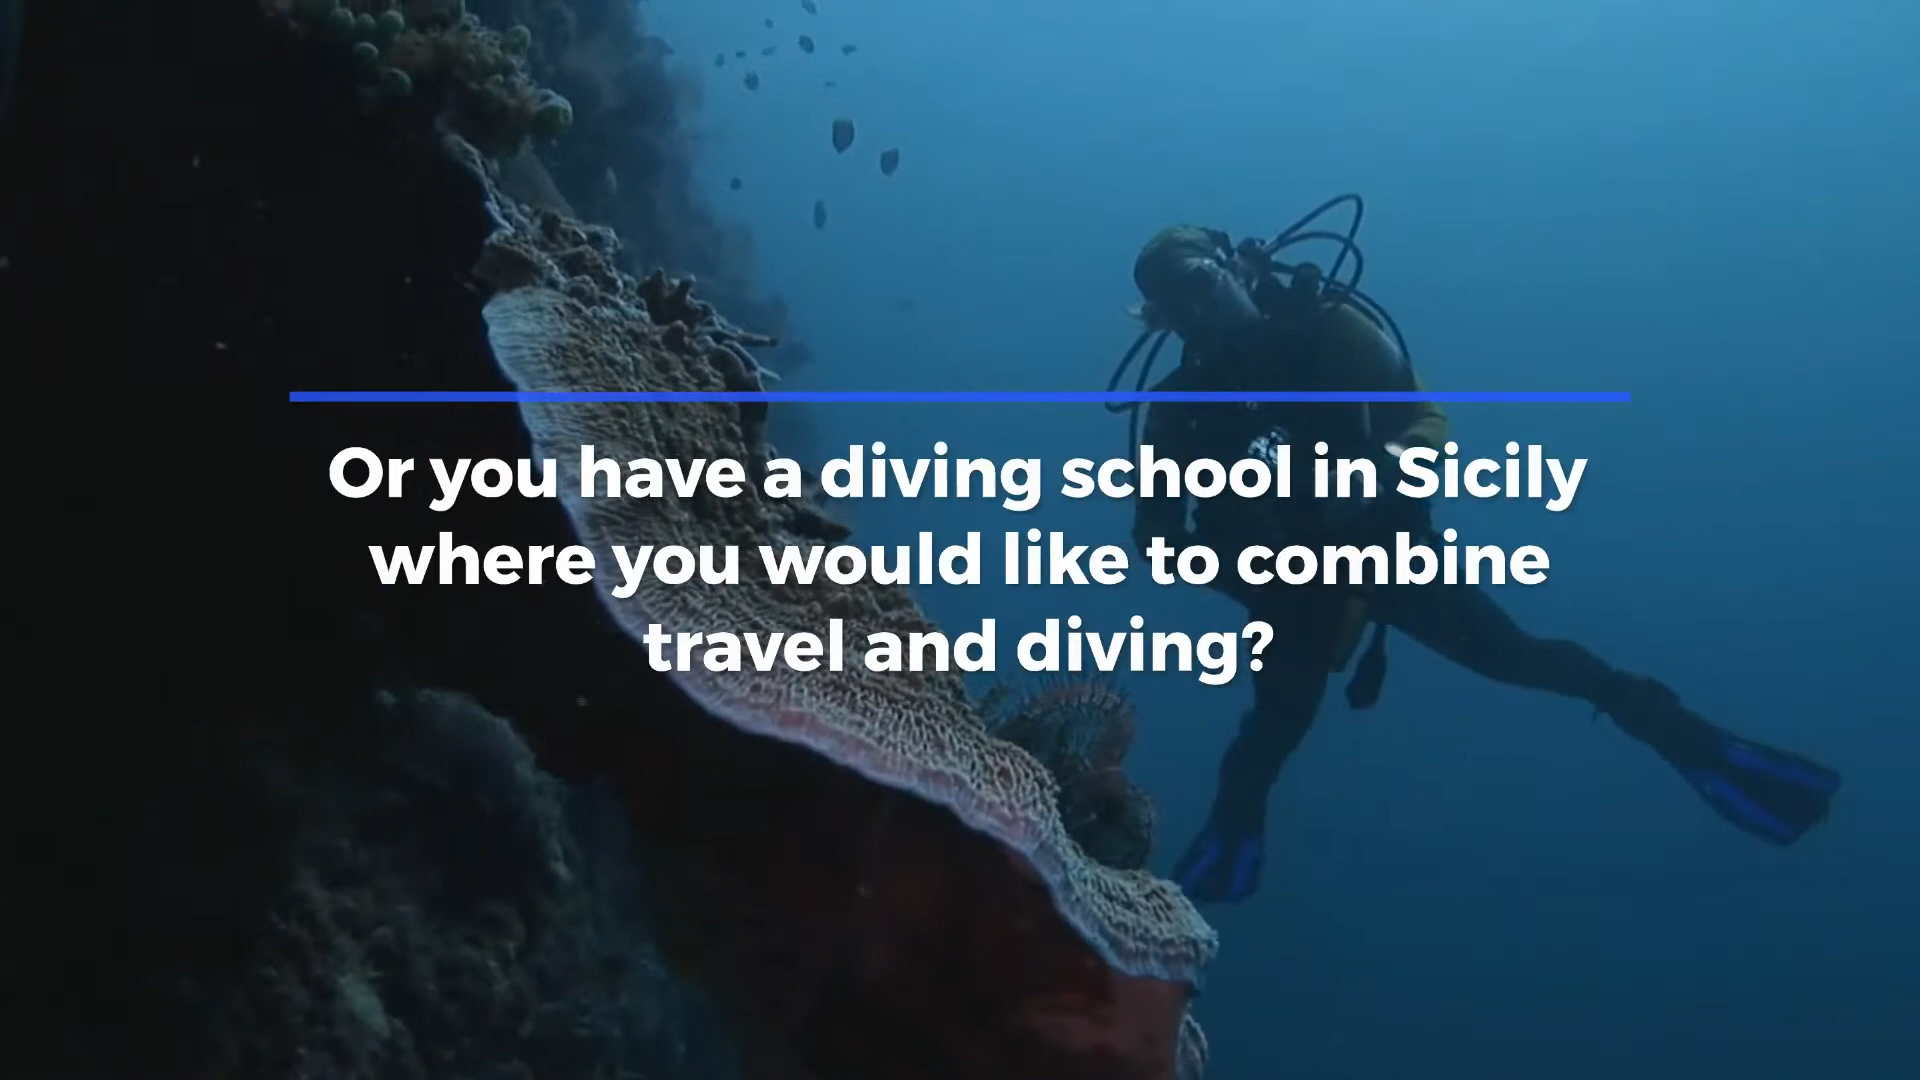 Or you have a diving school in Sicily
where you would like to combine
travel and diving?